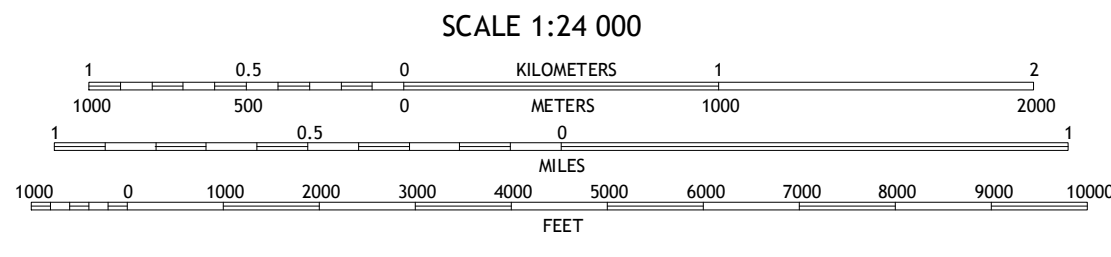 SCALE 1:24 000
1 0.5 0 KILOMETERS 1 2
1000 500 0 METERS 1000 2000
1 0.5 0 1
MILES
1000 0 1000 2000 3000 4000 5000 6000 7000 8000 9000 10000
FEET